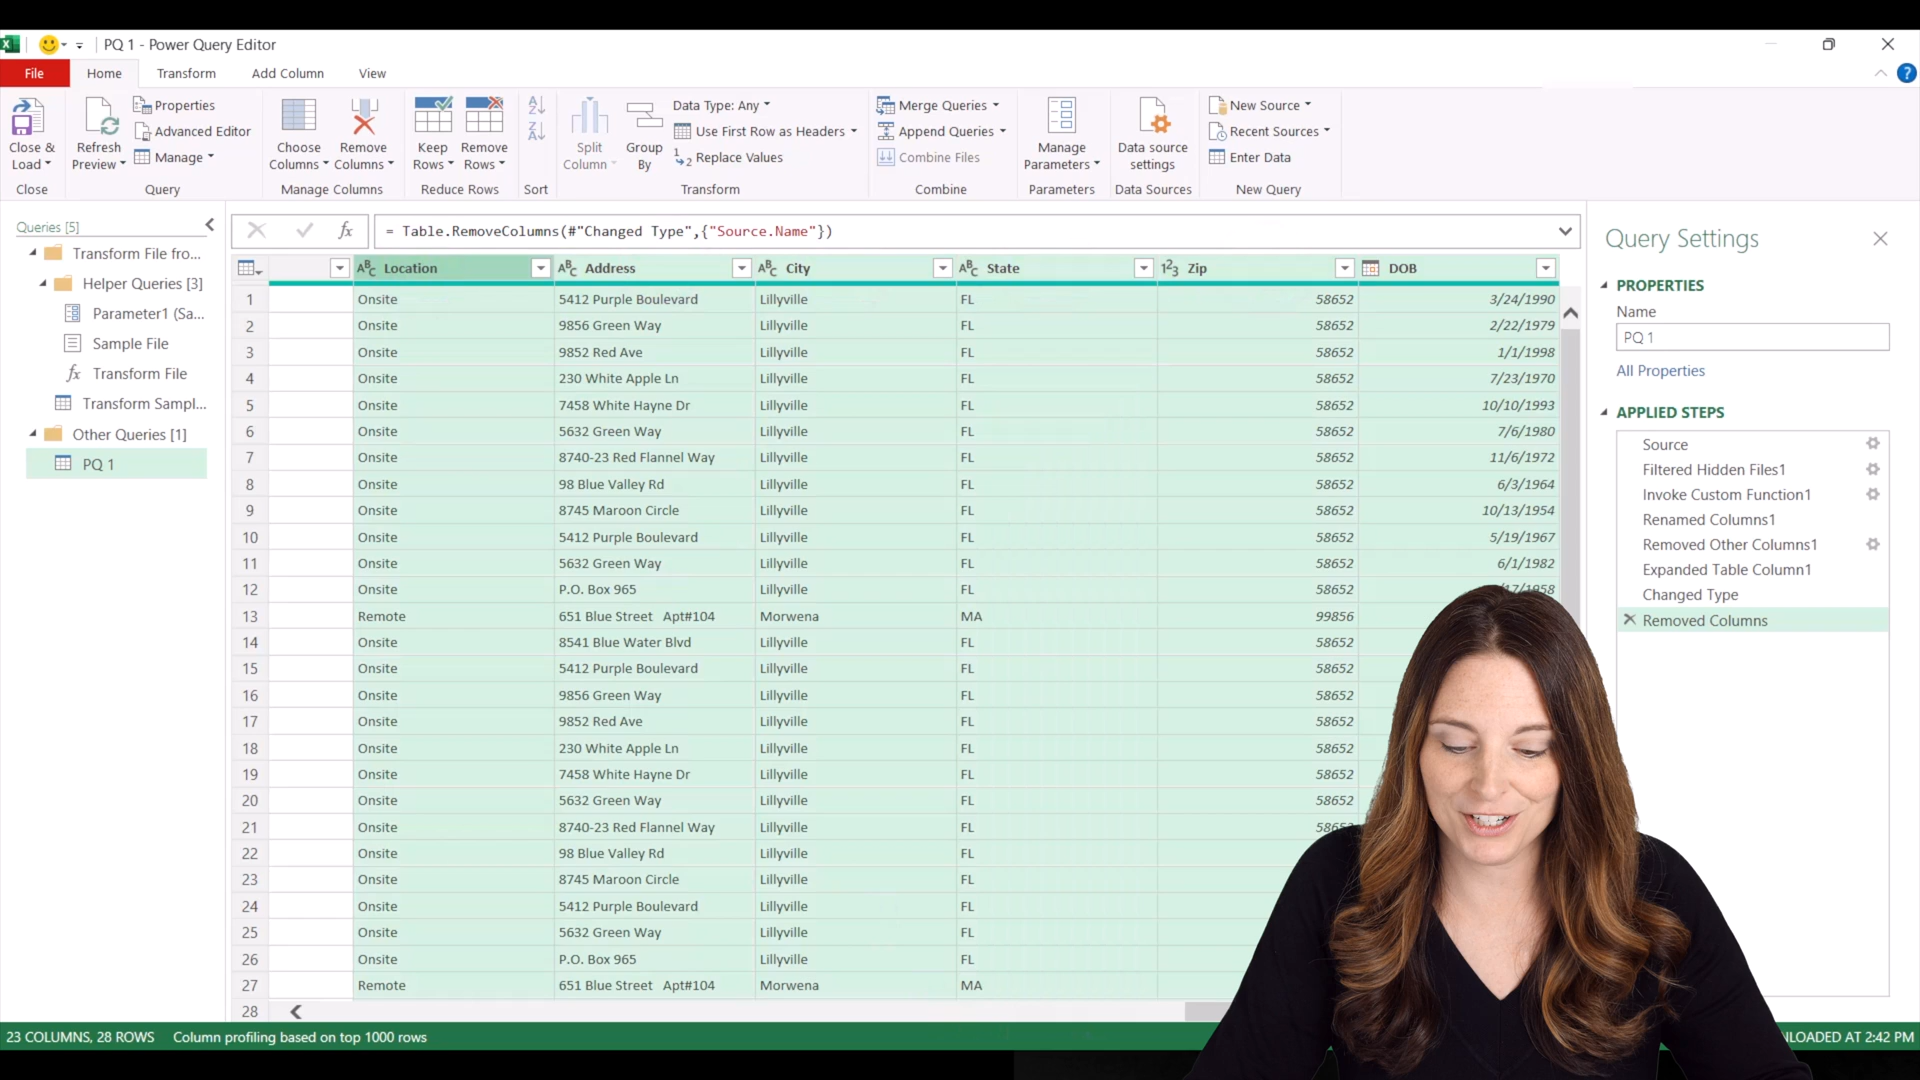 PQ 1 - Power Query Editor
File Home Transform Add Column View
Close & Load
Close
Refresh Preview
Properties
Advanced Editor
Manage
Query
Choose Columns
Remove Columns
Manage Columns
Keep Rows
Remove Rows
Reduce Rows
Sort
Split Column
Group By
Data Type: Any
Use First Row as Headers
Replace Values
Transform
Merge Queries
Append Queries
Combine Files
Combine
Manage Parameters
Parameters
Data source settings
Data Sources
New Source
Recent Sources
Enter Data
New Query
Queries [5]
Transform File fro...
Helper Queries [3]
Parameter1 (Sa...
Sample File
fx Transform File
Transform Sampl...
Other Queries [1]
PQ 1
fx = Table.RemoveColumns(#"Changed Type",{"Source.Name"})
Location Address City State Zip DOB
1 Onsite 5412 Purple Boulevard Lillyville FL 58652 3/24/1990
2 Onsite 9856 Green Way Lillyville FL 58652 2/22/1979
3 Onsite 9852 Red Ave Lillyville FL 58652 1/1/1998
4 Onsite 230 White Apple Ln Lillyville FL 58652 7/23/1970
5 Onsite 7458 White Hayne Dr Lillyville FL 58652 10/10/1993
6 Onsite 5632 Green Way Lillyville FL 58652 7/6/1980
7 Onsite 8740-23 Red Flannel Way Lillyville FL 58652 11/6/1972
8 Onsite 98 Blue Valley Rd Lillyville FL 58652 6/3/1964
9 Onsite 8745 Maroon Circle Lillyville FL 58652 10/13/1954
10 Onsite 5412 Purple Boulevard Lillyville FL 58652 5/19/1967
11 Onsite 5632 Green Way Lillyville FL 58652 6/1/1982
12 Onsite P.O. Box 965 Lillyville FL 58652
13 Remote 651 Blue Street Apt#104 Morwena MA 99856
14 Onsite 8541 Blue Water Blvd Lillyville FL 58652
15 Onsite 5412 Purple Boulevard Lillyville FL 58652
16 Onsite 9856 Green Way Lillyville FL 58652
17 Onsite 9852 Red Ave Lillyville FL 58652
18 Onsite 230 White Apple Ln Lillyville FL 58652
19 Onsite 7458 White Hayne Dr Lillyville FL 58652
20 Onsite 5632 Green Way Lillyville FL 58652
21 Onsite 8740-23 Red Flannel Way Lillyville FL
22 Onsite 98 Blue Valley Rd Lillyville FL
23 Onsite 8745 Maroon Circle Lillyville FL
24 Onsite 5412 Purple Boulevard Lillyville FL
25 Onsite 5632 Green Way Lillyville FL
26 Onsite P.O. Box 965 Lillyville FL
27 Remote 651 Blue Street Apt#104 Morwena MA
28
Query Settings
PROPERTIES
Name
PQ 1
All Properties
APPLIED STEPS
Source
Filtered Hidden Files1
Invoke Custom Function1
Renamed Columns1
Removed Other Columns1
Expanded Table Column1
Changed Type
Removed Columns
23 COLUMNS, 28 ROWS Column profiling based on top 1000 rows
AT 2:42 PM